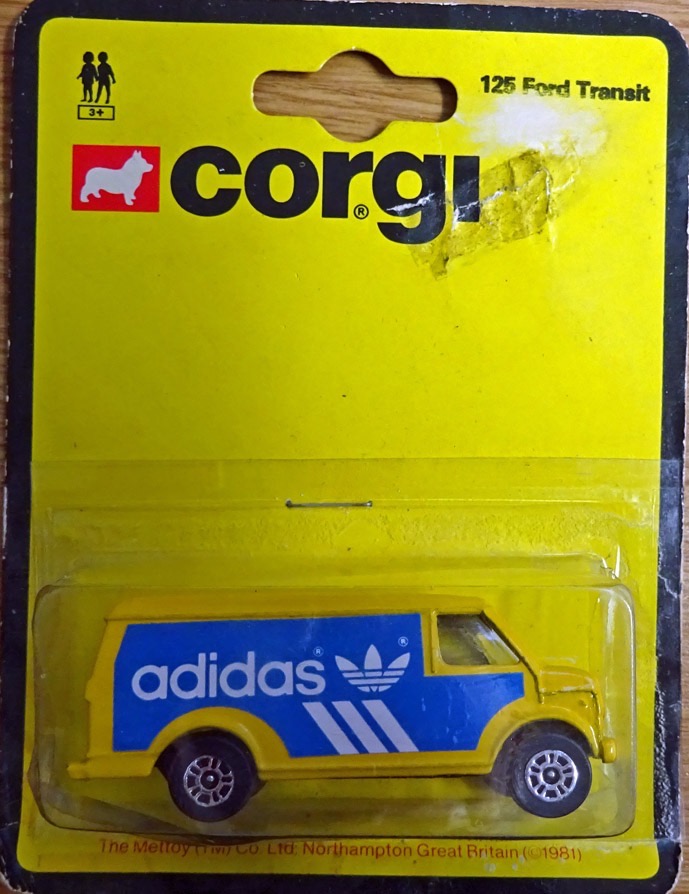 125 Ford Transit
3+
corgi ®
adidas ® ®
The Mettoy (TM) Co. Ltd. Northampton Great Britain (©1981)